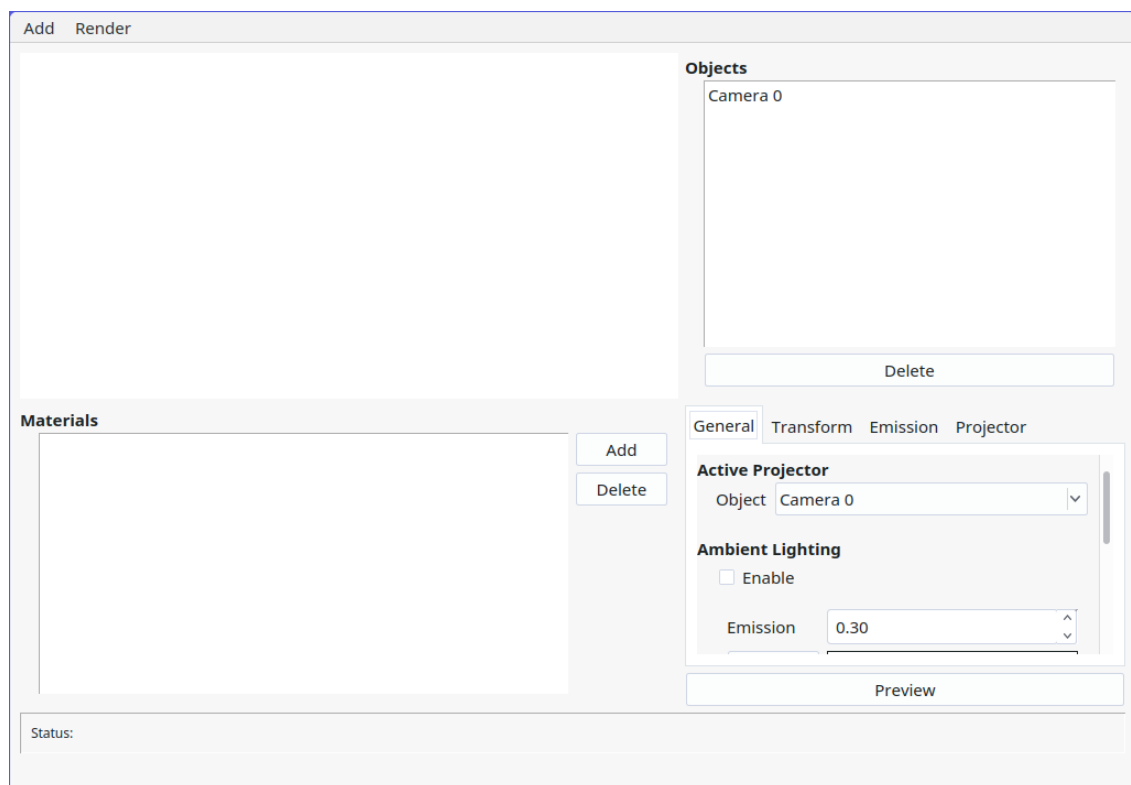 Add Render
Objects
Camera 0
Delete
Materials
Add
Delete
General Transform Emission Projector
Active Projector
Object Camera 0
Ambient Lighting
Enable
Emission 0.30
Preview
Status: